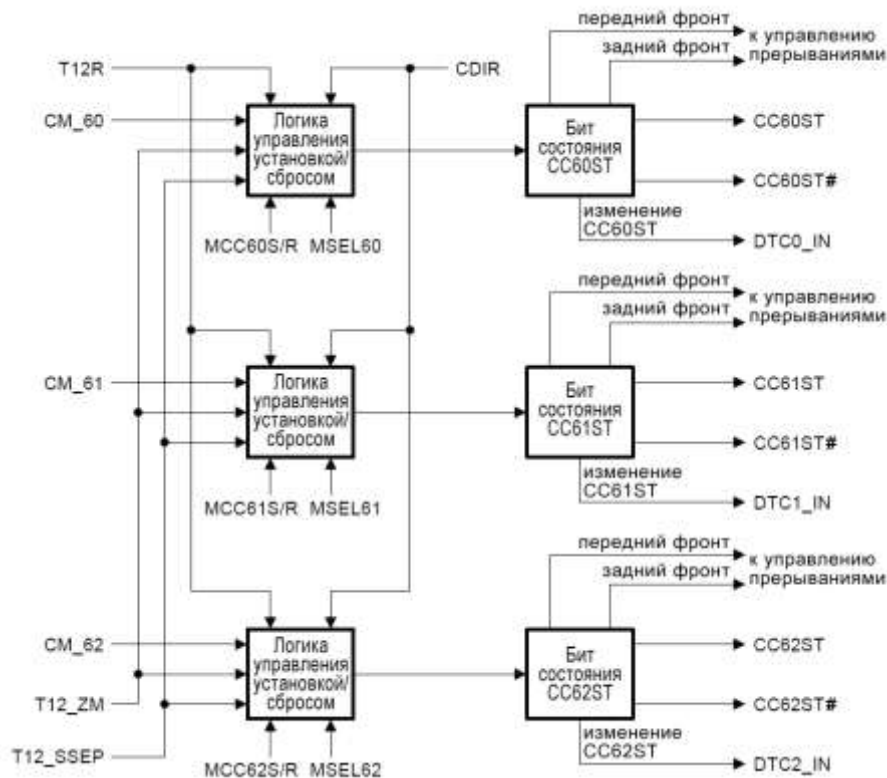 передний фронт
задний фронт
к управлению
прерываниями
T12R
CDIR
CM_60
Логика
управления
установкой/
сбросом
Бит
состояния
CC60ST
CC60ST
CC60ST#
изменение
CC60ST
DTC0_IN
MCC60S/R
MSEL60
передний фронт
задний фронт
к управлению
прерываниями
CM_61
Логика
управления
установкой/
сбросом
Бит
состояния
CC61ST
CC61ST
CC61ST#
изменение
CC61ST
DTC1_IN
MCC61S/R
MSEL61
передний фронт
задний фронт
к управлению
прерываниями
CM_62
Логика
управления
установкой/
сбросом
Бит
состояния
CC62ST
CC62ST
CC62ST#
T12_ZM
изменение
CC62ST
DTC2_IN
T12_SSEP
MCC62S/R
MSEL62